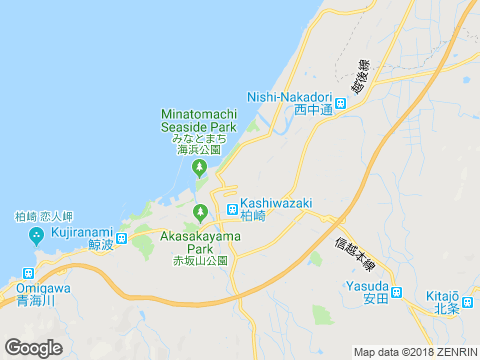 越後線
Nishi-Nakadori
西中通
Minatomachi
Seaside Park
みなとまち
海浜公園
Kashiwazaki
柏崎
柏崎 恋人岬
Kujiranami
鯨波
Akasakayama
Park
赤坂山公園
信越本線
Omigawa
青海川
Yasuda
安田
Kitajō
北条
Google
Map data ©2018 ZENRIN